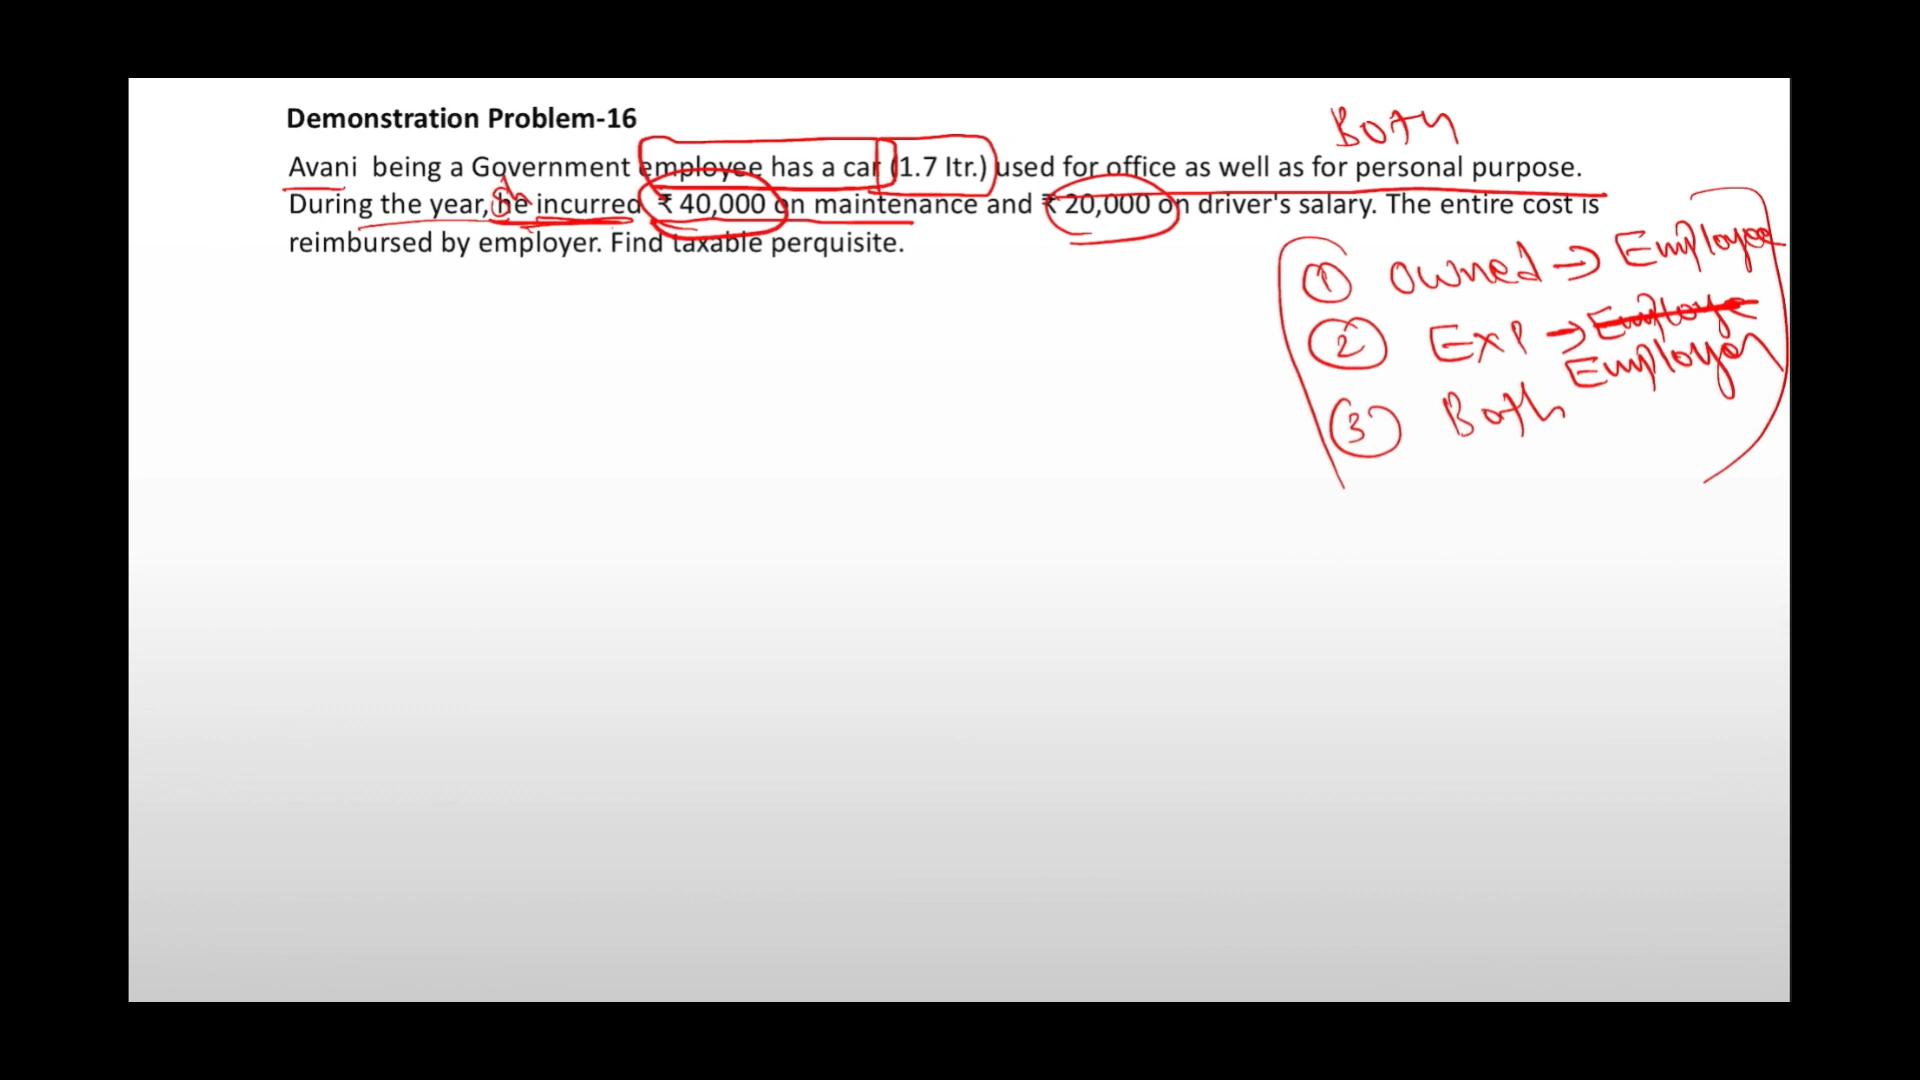 Demonstration Problem-16
Both
Avani being a Government employee has a car (1.7 ltr.) used for office as well as for personal purpose.
sh
During the year, he incurred ₹ 40,000 on maintenance and ₹ 20,000 on driver's salary. The entire cost is
reimbursed by employer. Find taxable perquisite.
① Owned → Employee
② Exp → Employe
Employer
③ Both